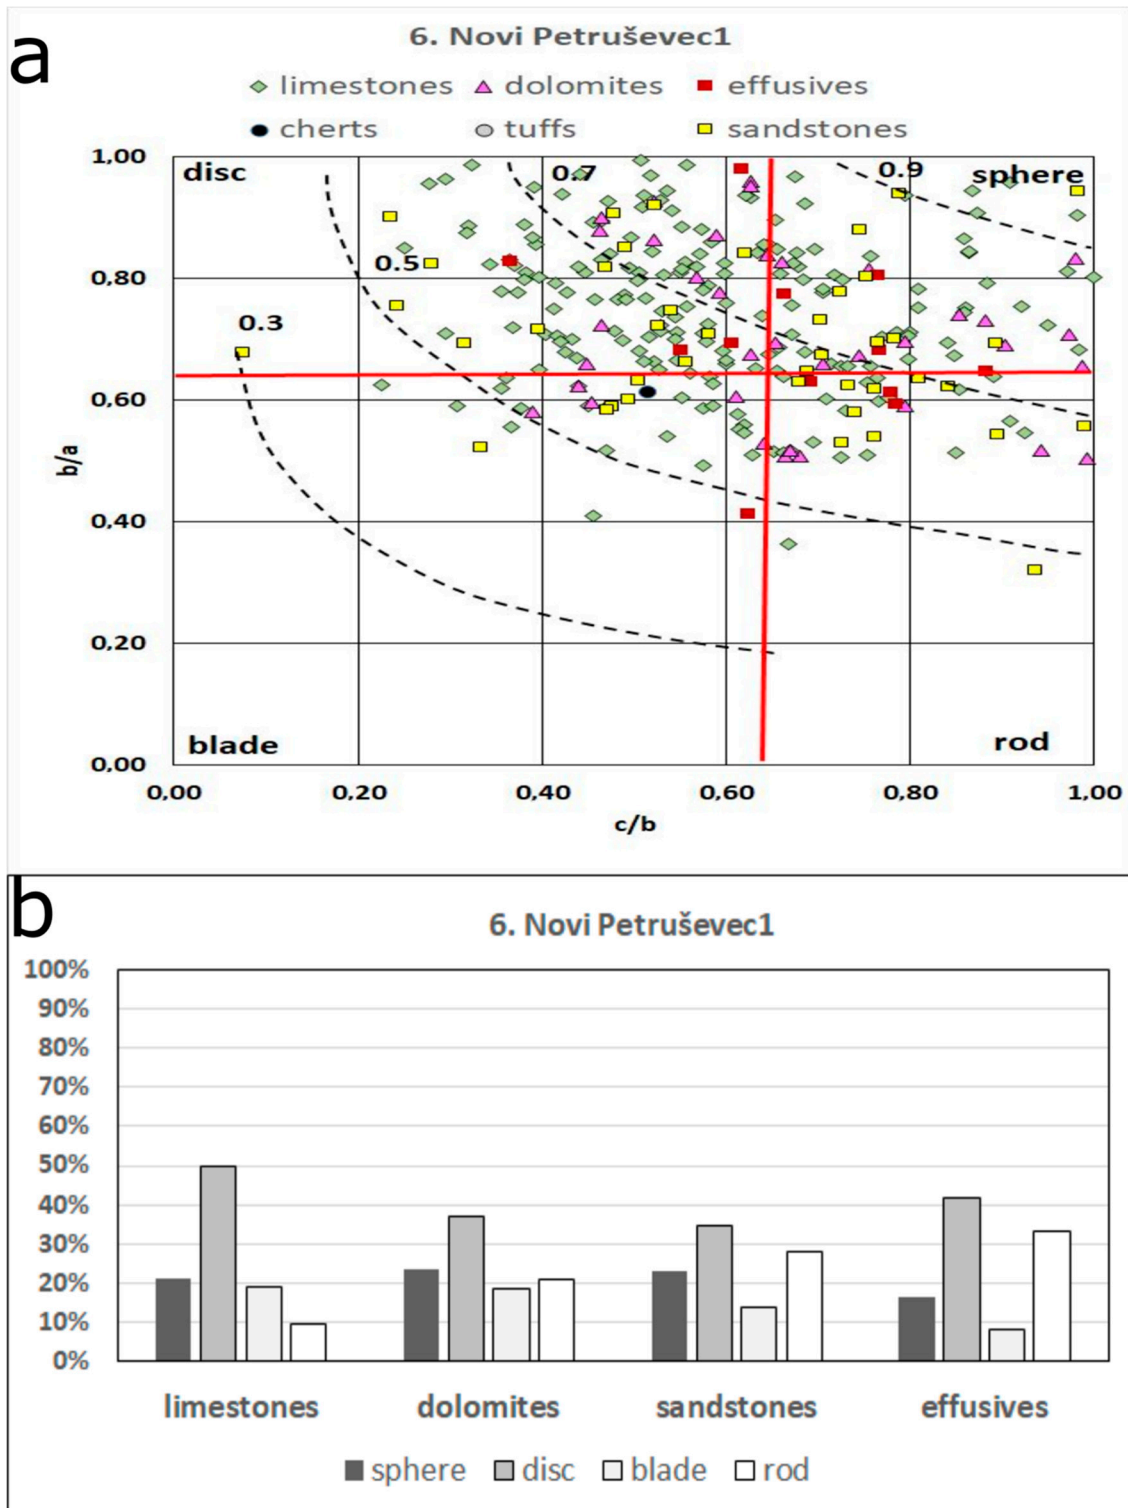 a
6. Novi Petruševec1
limestones dolomites effusives
cherts tuffs sandstones
1,00
0,80
0,60
0,40
0,20
0,00
b/a
disc
0.7
0.9
sphere
0.5
0.3
blade
rod
0,00 0,20 0,40 0,60 0,80 1,00
c/b
b
6. Novi Petruševec1
100%
90%
80%
70%
60%
50%
40%
30%
20%
10%
0%
limestones dolomites sandstones effusives
sphere disc blade rod